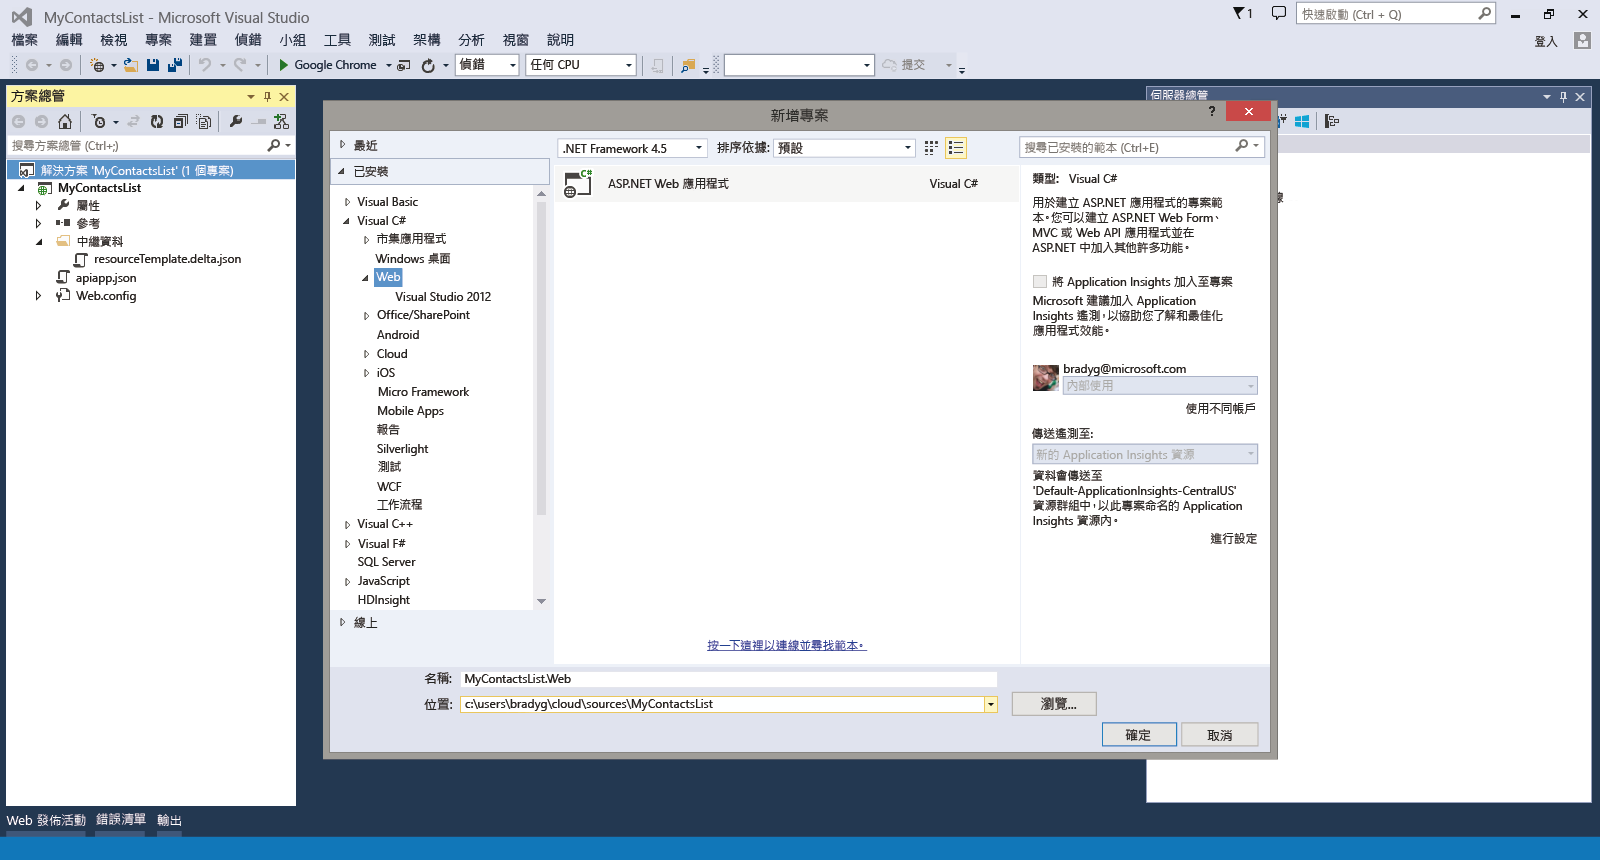 MyContactsList - Microsoft Visual Studio
1
快速啟動 (Ctrl + Q)
檔案 編輯 檢視 專案 建置 偵錯 小組 工具 測試 架構 分析 視窗 說明
登入
Google Chrome 偵錯 任何 CPU 提交
方案總管
搜尋方案總管 (Ctrl+;)
解決方案 'MyContactsList' (1 個專案)
MyContactsList
屬性
參考
中繼資料
resourceTemplate.delta.json
apiapp.json
Web.config
伺服器總管
新增專案
?
最近
已安裝
Visual Basic
Visual C#
市集應用程式
Windows 桌面
Web
Visual Studio 2012
Office/SharePoint
Android
Cloud
iOS
Micro Framework
Mobile Apps
報告
Silverlight
測試
WCF
工作流程
Visual C++
Visual F#
SQL Server
JavaScript
HDInsight
線上
.NET Framework 4.5 排序依據: 預設
搜尋已安裝的範本 (Ctrl+E)
C# ASP.NET Web 應用程式 Visual C#
按一下這裡以連線並尋找範本。
類型: Visual C#
用於建立 ASP.NET 應用程式的專案範
本。您可以建立 ASP.NET Web Form、
MVC 或 Web API 應用程式並在
ASP.NET 中加入其他許多功能。
將 Application Insights 加入至專案
Microsoft 建議加入 Application
Insights 遙測,以協助您了解和最佳化
應用程式效能。
bradyg@microsoft.com
內部使用
使用不同帳戶
傳送遙測至:
新的 Application Insights 資源
資料會傳送至
'Default-ApplicationInsights-CentralUS'
資源群組中,以此專案命名的 Application
Insights 資源內。
進行設定
名稱: MyContactsList.Web
位置: c:\users\bradyg\cloud\sources\MyContactsList
瀏覽...
確定 取消
線
Web 發佈活動 錯誤清單 輸出